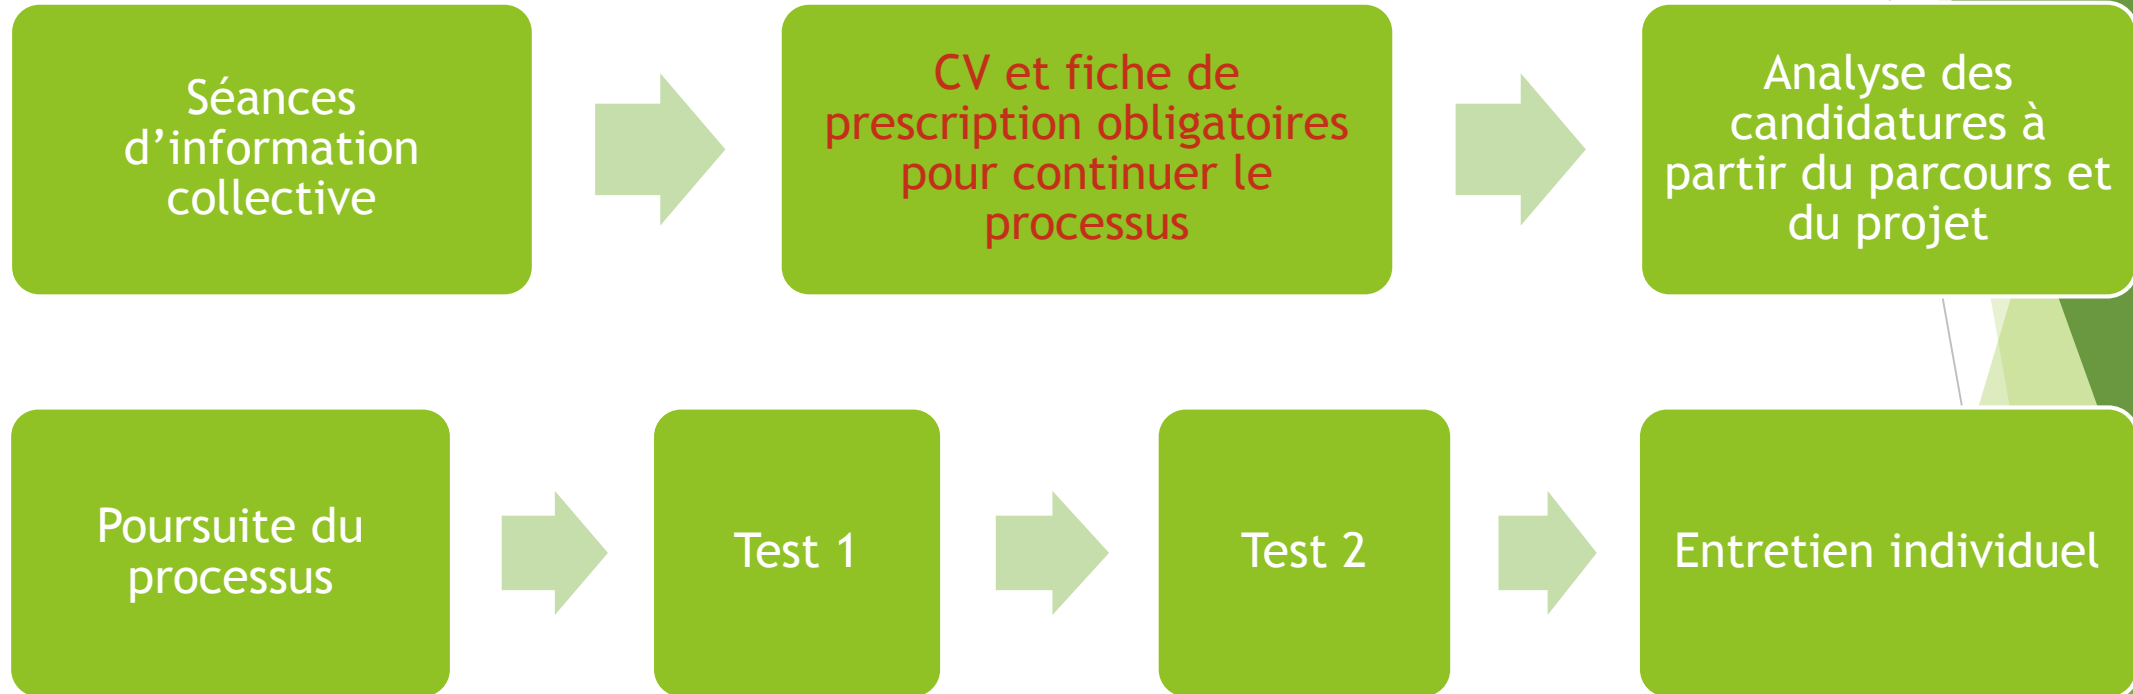 Séances
d’information
collective
CV et fiche de
prescription obligatoires
pour continuer le
processus
Analyse des
candidatures à
partir du parcours et
du projet
Poursuite du
processus
Test 1
Test 2
Entretien individuel